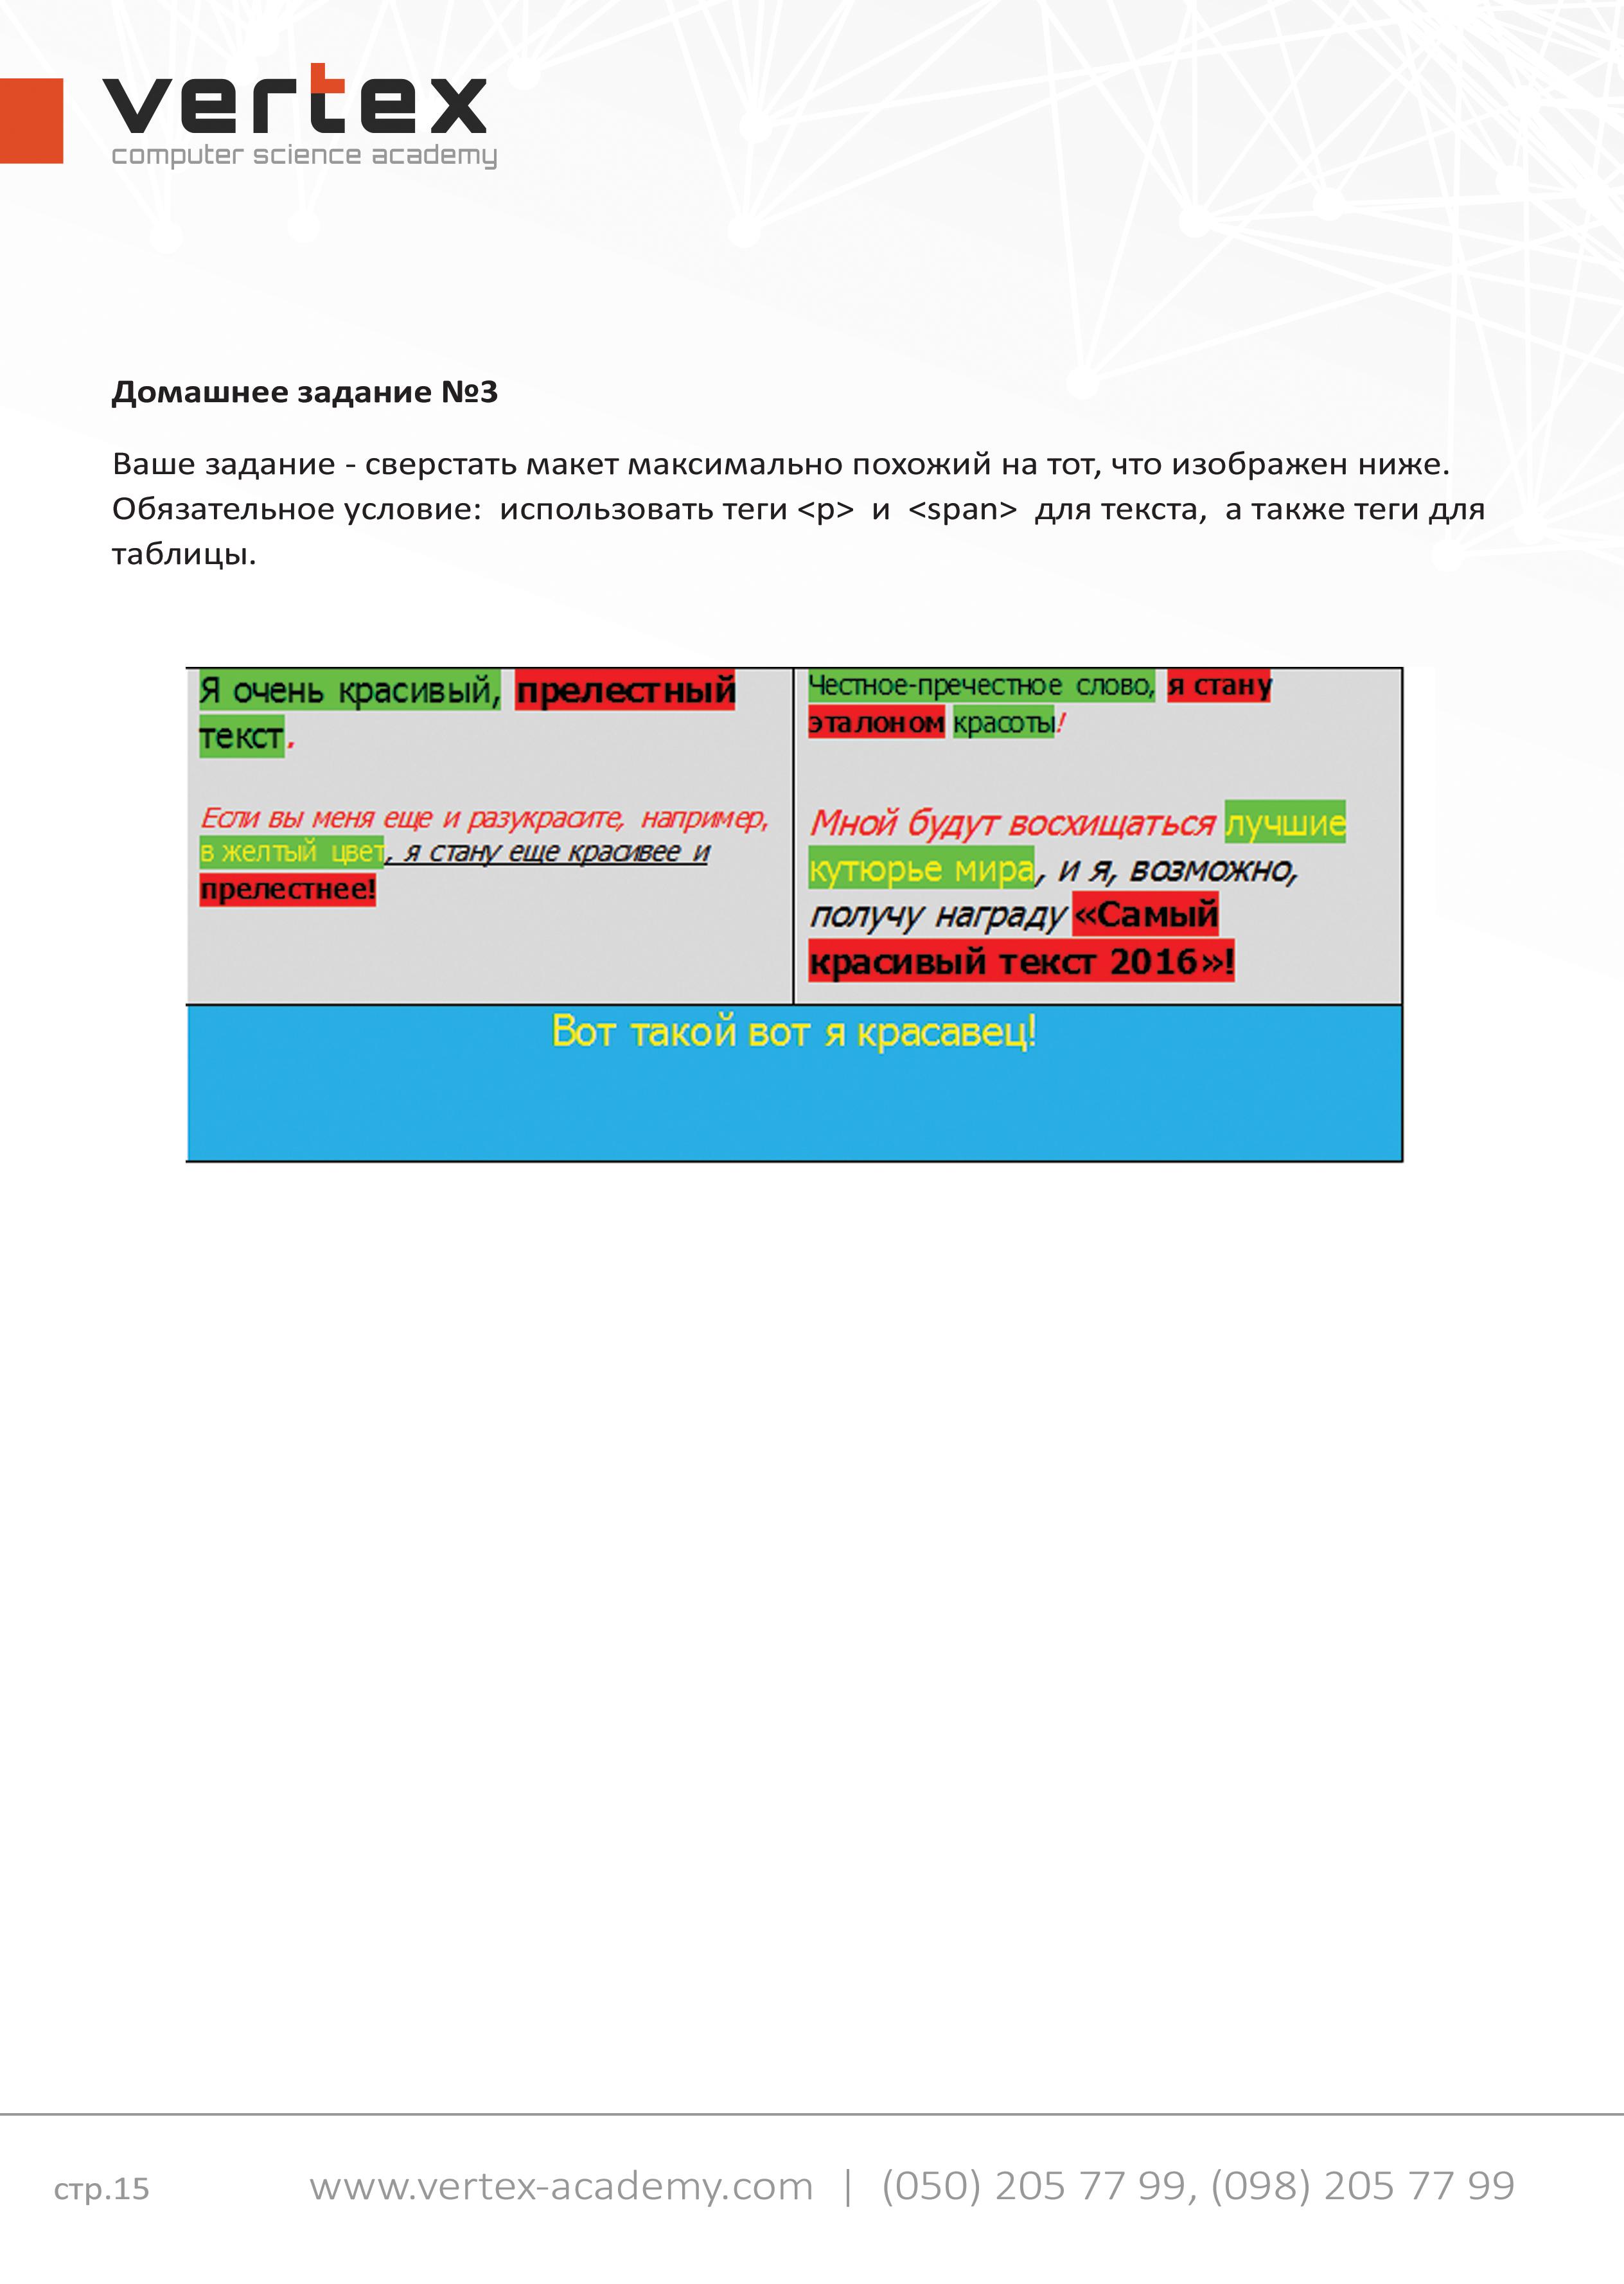 vertex
computer science academy
Домашнее задание №3
Ваше задание - сверстать макет максимально похожий на тот, что изображен ниже.
Обязательное условие: использовать теги <p> и <span> для текста, а также теги для
таблицы.
Я очень красивый, прелестный
текст.
Если вы меня еще и разукрасите, например,
в желтый цвет, я стану еще красивее и
прелестнее!
Честное-пречестное слово, я стану
эталоном красоты!
Мной будут восхищаться лучшие
кутюрье мира, и я, возможно,
получу награду «Самый
красивый текст 2016»!
Вот такой вот я красавец!
стр.15 www.vertex-academy.com | (050) 205 77 99, (098) 205 77 99